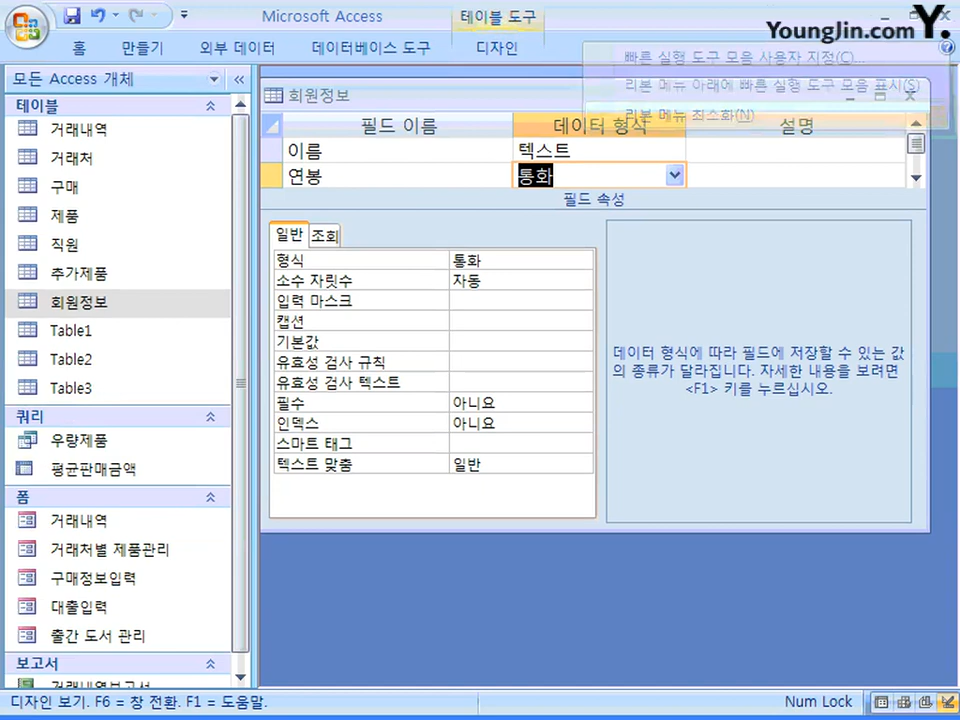 Microsoft Access
테이블 도구
YoungJin.com Y.
홈
만들기
외부 데이터
데이터베이스 도구
디자인
빠른 실행 도구 모음 사용자 지정(C)...
리본 메뉴 아래에 빠른 실행 도구 모음 표시(S)
리본 메뉴 최소화(N)
모든 Access 개체
테이블
거래내역
거래처
구매
제품
직원
추가제품
회원정보
Table1
Table2
Table3
쿼리
우량제품
평균판매금액
폼
거래내역
거래처별 제품관리
구매정보입력
대출입력
출간 도서 관리
보고서
거래내역보고서
회원정보
필드 이름 데이터 형식 설명
이름 텍스트
연봉 통화
필드 속성
일반 조회
형식 통화
소수 자릿수 자동
입력 마스크
캡션
기본값
유효성 검사 규칙
유효성 검사 텍스트
필수 아니요
인덱스 아니요
스마트 태그
텍스트 맞춤 일반
데이터 형식에 따라 필드에 저장할 수 있는 값
의 종류가 달라집니다. 자세한 내용을 보려면
<F1> 키를 누르십시오.
디자인 보기. F6 = 창 전환. F1 = 도움말.
Num Lock